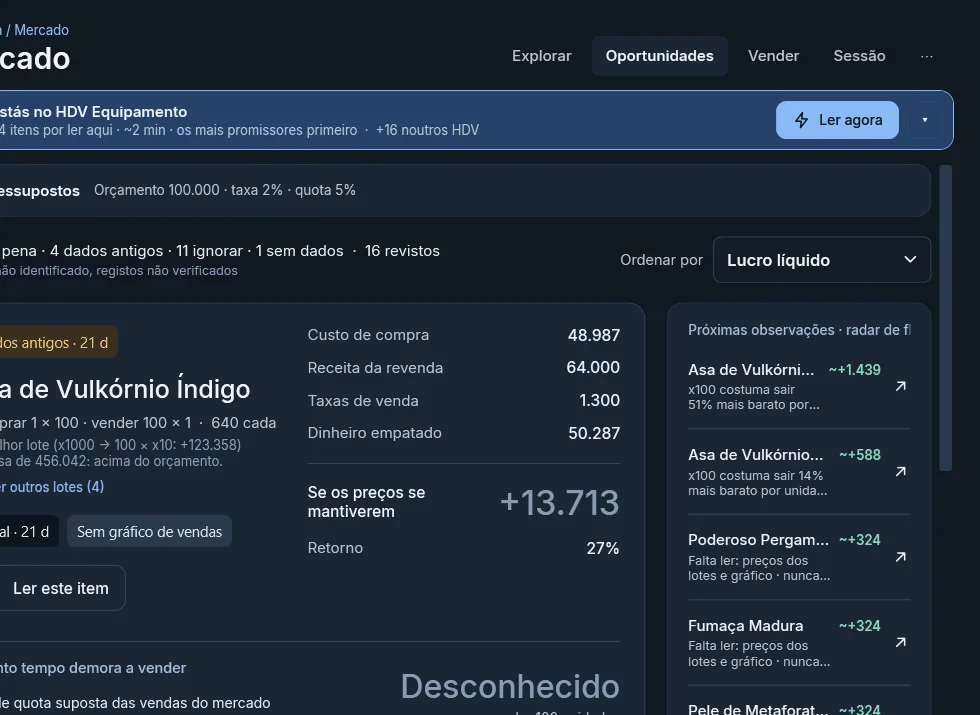 / Mercado
cado
Explorar
Oportunidades
Vender
Sessão
···
stás no HDV Equipamento
4 itens por ler aqui · ~2 min · os mais promissores primeiro · +16 noutros HDV
Ler agora
essupostos
Orçamento 100.000 · taxa 2% · quota 5%
pena · 4 dados antigos · 11 ignorar · 1 sem dados · 16 revistos
ão identificado, registos não verificados
Ordenar por
Lucro líquido
dos antigos · 21 d
a de Vulkórnio Índigo
prar 1 × 100 · vender 100 × 1 · 640 cada
lhor lote (x1000 → 100 × x10: +123.358)
sa de 456.042: acima do orçamento.
er outros lotes (4)
al · 21 d
Sem gráfico de vendas
Ler este item
Custo de compra 48.987
Receita da revenda 64.000
Taxas de venda 1.300
Dinheiro empatado 50.287
Se os preços se
mantiverem
+13.713
Retorno 27%
nto tempo demora a vender
de quota suposta das vendas do mercado
Desconhecido
Próximas observações · radar de fl
Asa de Vulkórni... ~+1.439
x100 costuma sair
51% mais barato por...
Asa de Vulkórnio... ~+588
x100 costuma sair 14%
mais barato por unida...
Poderoso Pergam... ~+324
Falta ler: preços dos
lotes e gráfico · nunca...
Fumaça Madura ~+324
Falta ler: preços dos
lotes e gráfico · nunca...
Pele de Metaforat... ~+324